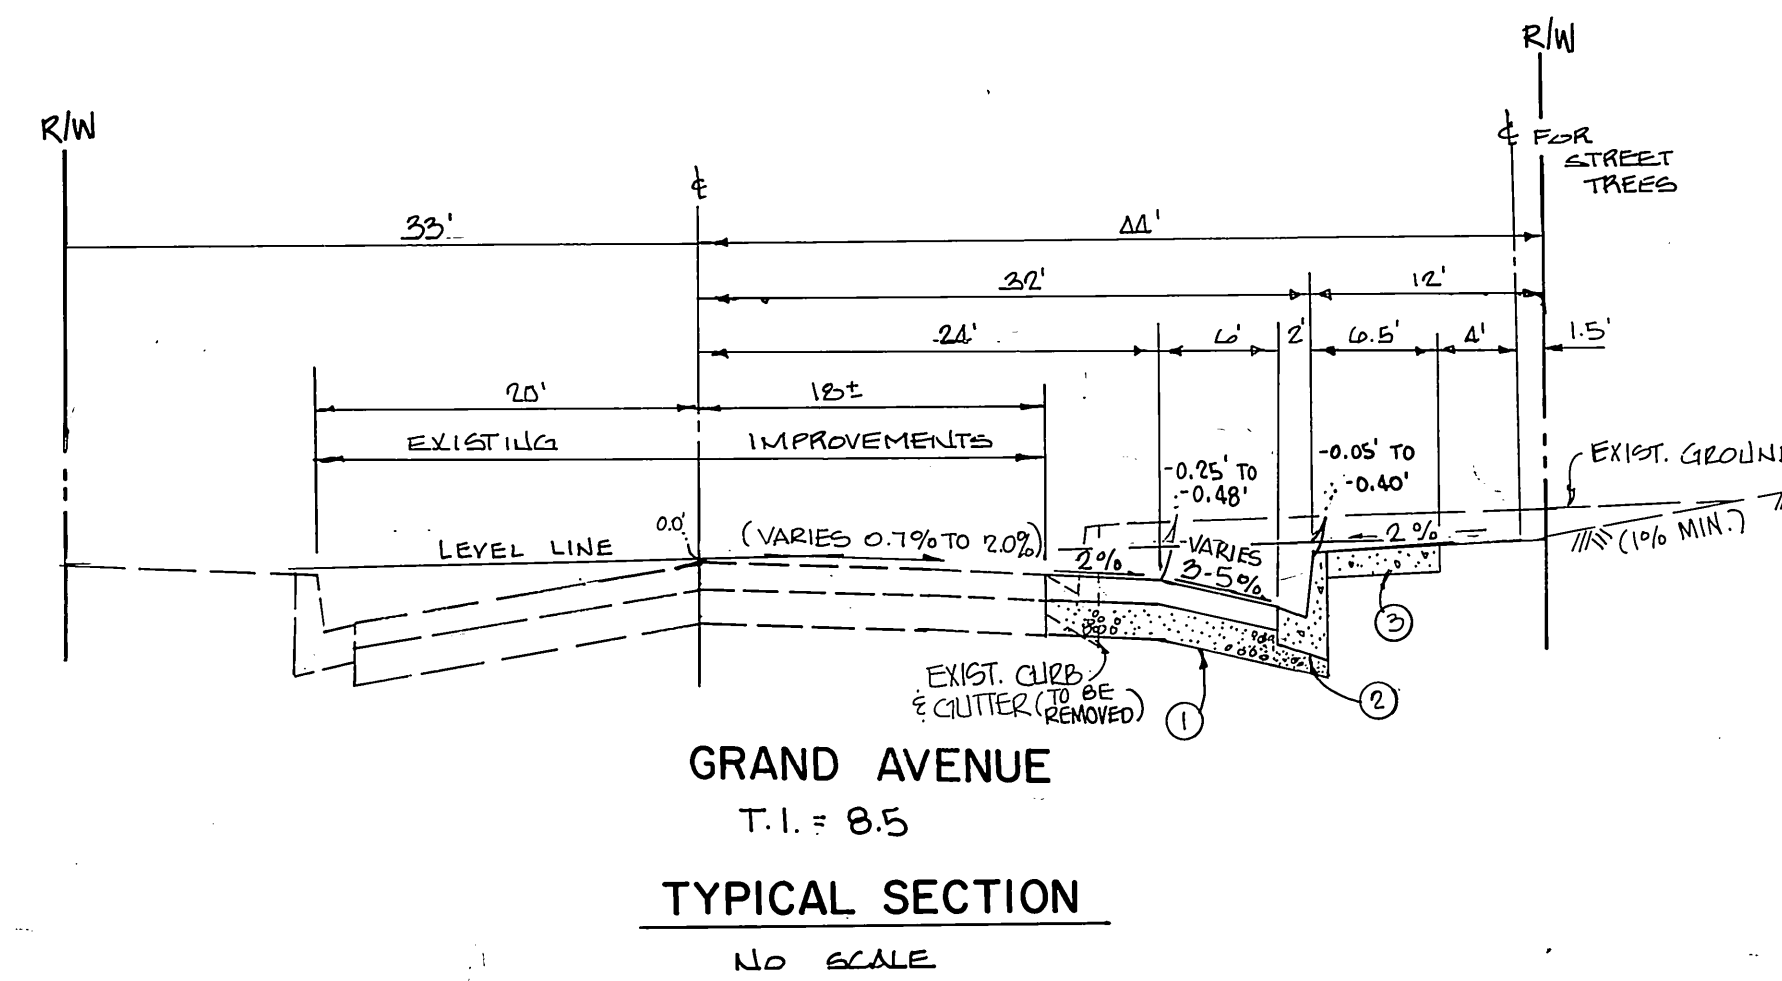 R/W
R/W
℄ FOR
STREET
TREES
℄
33'
44'
32'
12'
24'
6'
2'
6.5'
4'
1.5'
20'
18±
EXISTING IMPROVEMENTS
-0.25' TO
-0.48'
-0.05' TO
-0.40'
EXIST. GROUND
0.0'
LEVEL LINE
(VARIES 0.7% TO 2.0%)
2%
VARIES
3-5%
2%
(1% MIN.)
3
EXIST. CURB
& GUTTER (TO BE
REMOVED)
1
2
GRAND AVENUE
T.I. = 8.5
TYPICAL SECTION
NO SCALE